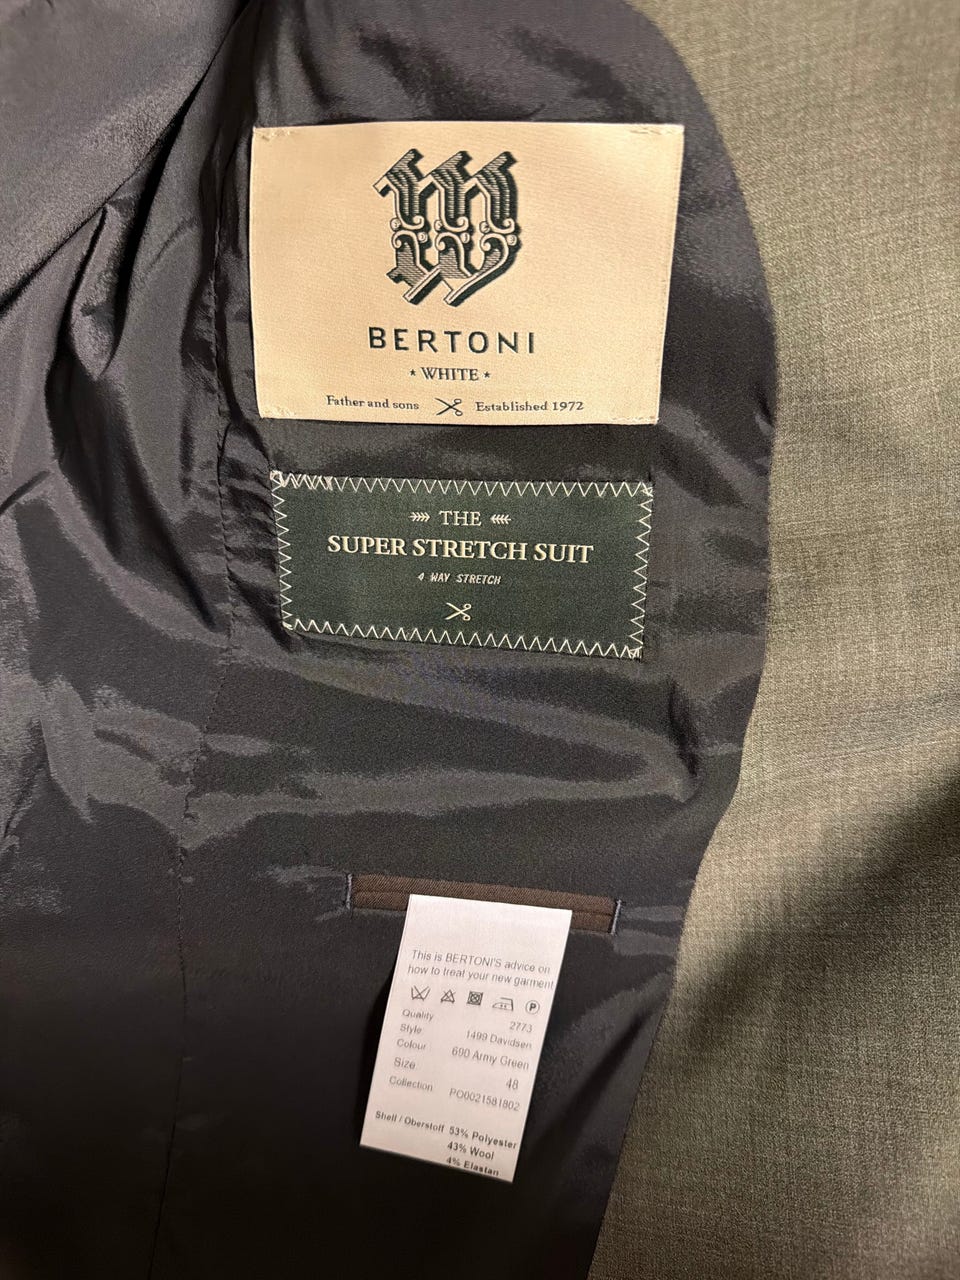 BERTONI
* WHITE *
Father and sons Established 1972
THE
SUPER STRETCH SUIT
4 WAY STRETCH
This is BERTONI'S advice on
how to treat your new garment
P
Quality 2773
Style 1499 Davidsen
Colour 690 Army Green
Size 48
Collection PO0021581802
Shell / Oberstoff 53% Polyester
43% Wool
4% Elastan